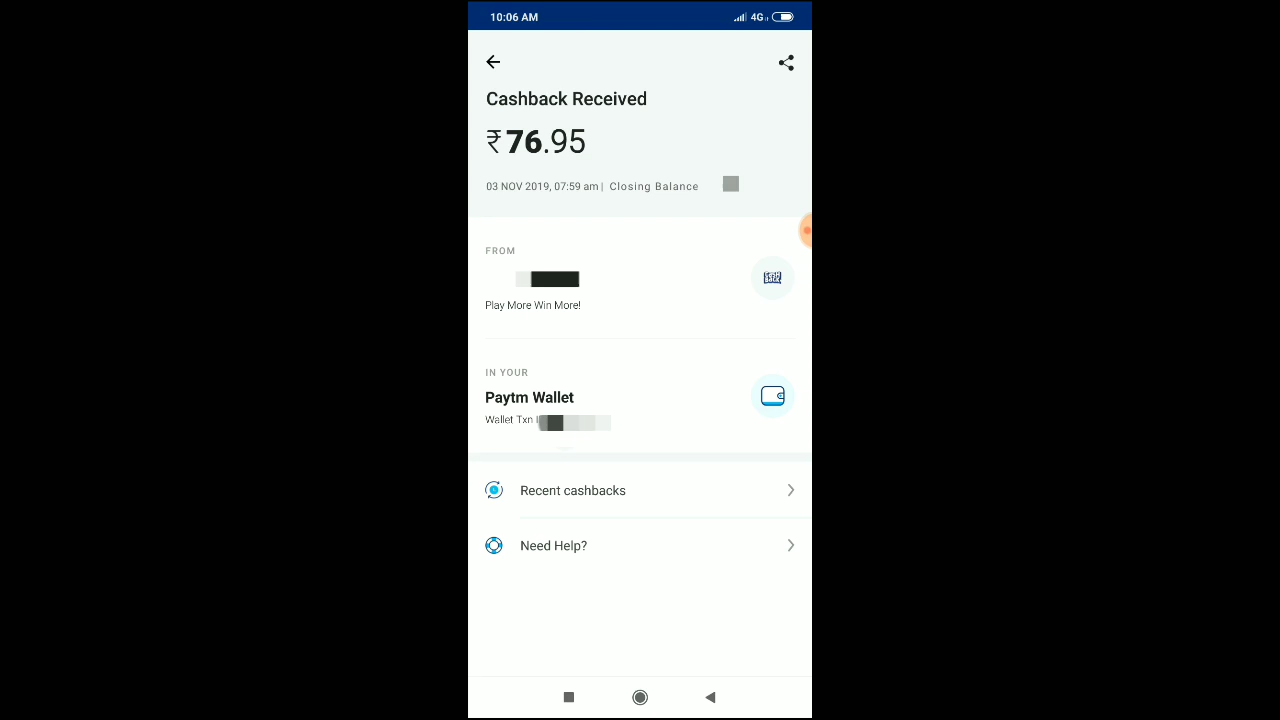 10:06 AM
4G
Cashback Received
₹76.95
03 NOV 2019, 07:59 am | Closing Balance
FROM
Play More Win More!
IN YOUR
Paytm Wallet
Wallet Txn
Recent cashbacks
Need Help?